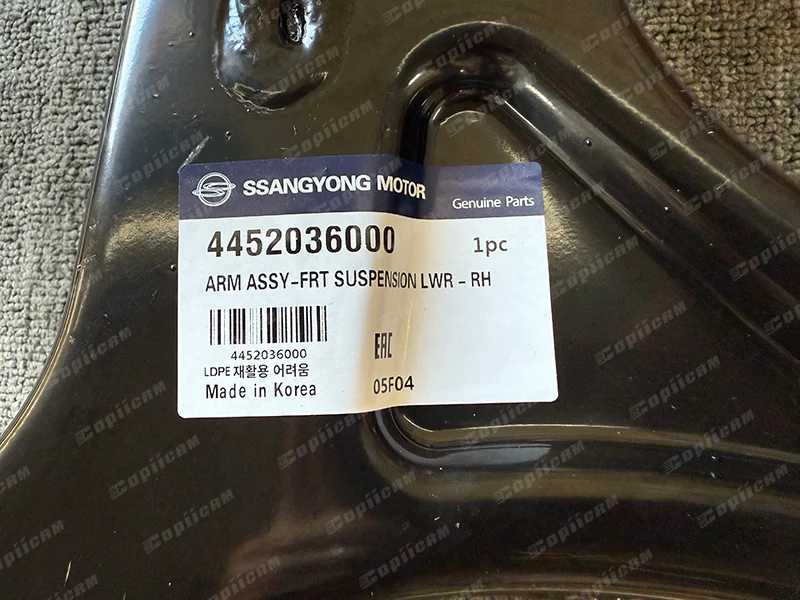 SSANGYONG MOTOR
Genuine Parts
4452036000 1pc
ARM ASSY-FRT SUSPENSION LWR - RH
4452036000
EAC
LDPE 재활용 어려움
Made in Korea 05F04
CopiiCAM